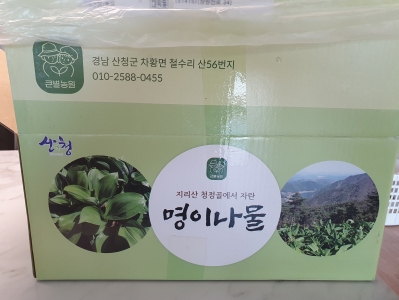 경남 산청군 차황면 철수리 산56번지
010-2588-0455
큰별농원
산청
지리산 청정골에서 자란
명이나물